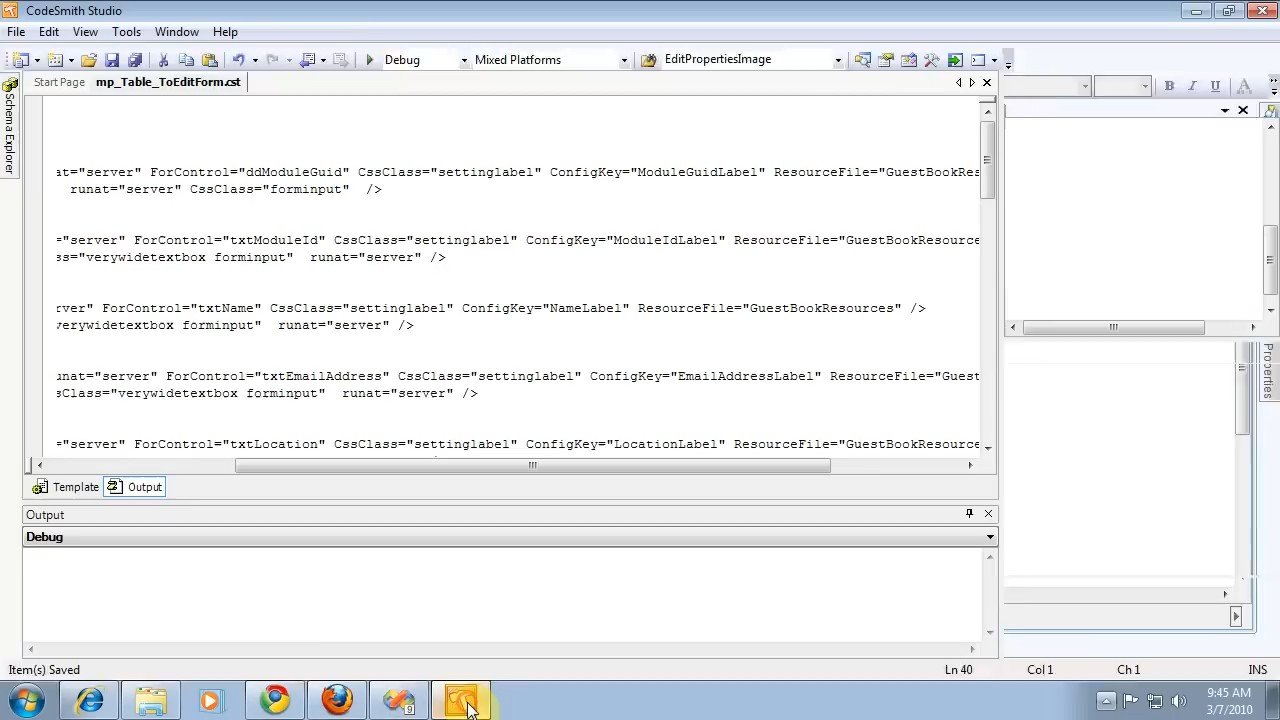 CodeSmith Studio
File Edit View Tools Window Help
Debug Mixed Platforms EditPropertiesImage
Start Page mp_Table_ToEditForm.cst
B I U A
Schema Explorer
="server" ForControl="ddModuleGuid" CssClass="settinglabel" ConfigKey="ModuleGuidLabel" ResourceFile="GuestBookRes
runat="server" CssClass="forminput" />
="server" ForControl="txtModuleId" CssClass="settinglabel" ConfigKey="ModuleIdLabel" ResourceFile="GuestBookResource
ss="verywidetextbox forminput" runat="server" />
rver" ForControl="txtName" CssClass="settinglabel" ConfigKey="NameLabel" ResourceFile="GuestBookResources" />
verywidetextbox forminput" runat="server" />
unat="server" ForControl="txtEmailAddress" CssClass="settinglabel" ConfigKey="EmailAddressLabel" ResourceFile="Guest
sClass="verywidetextbox forminput" runat="server" />
="server" ForControl="txtLocation" CssClass="settinglabel" ConfigKey="LocationLabel" ResourceFile="GuestBookResource
Properties
Template Output
Output
Debug
Item(s) Saved Ln 40 Col 1 Ch 1 INS
9
9:45 AM
3/7/2010